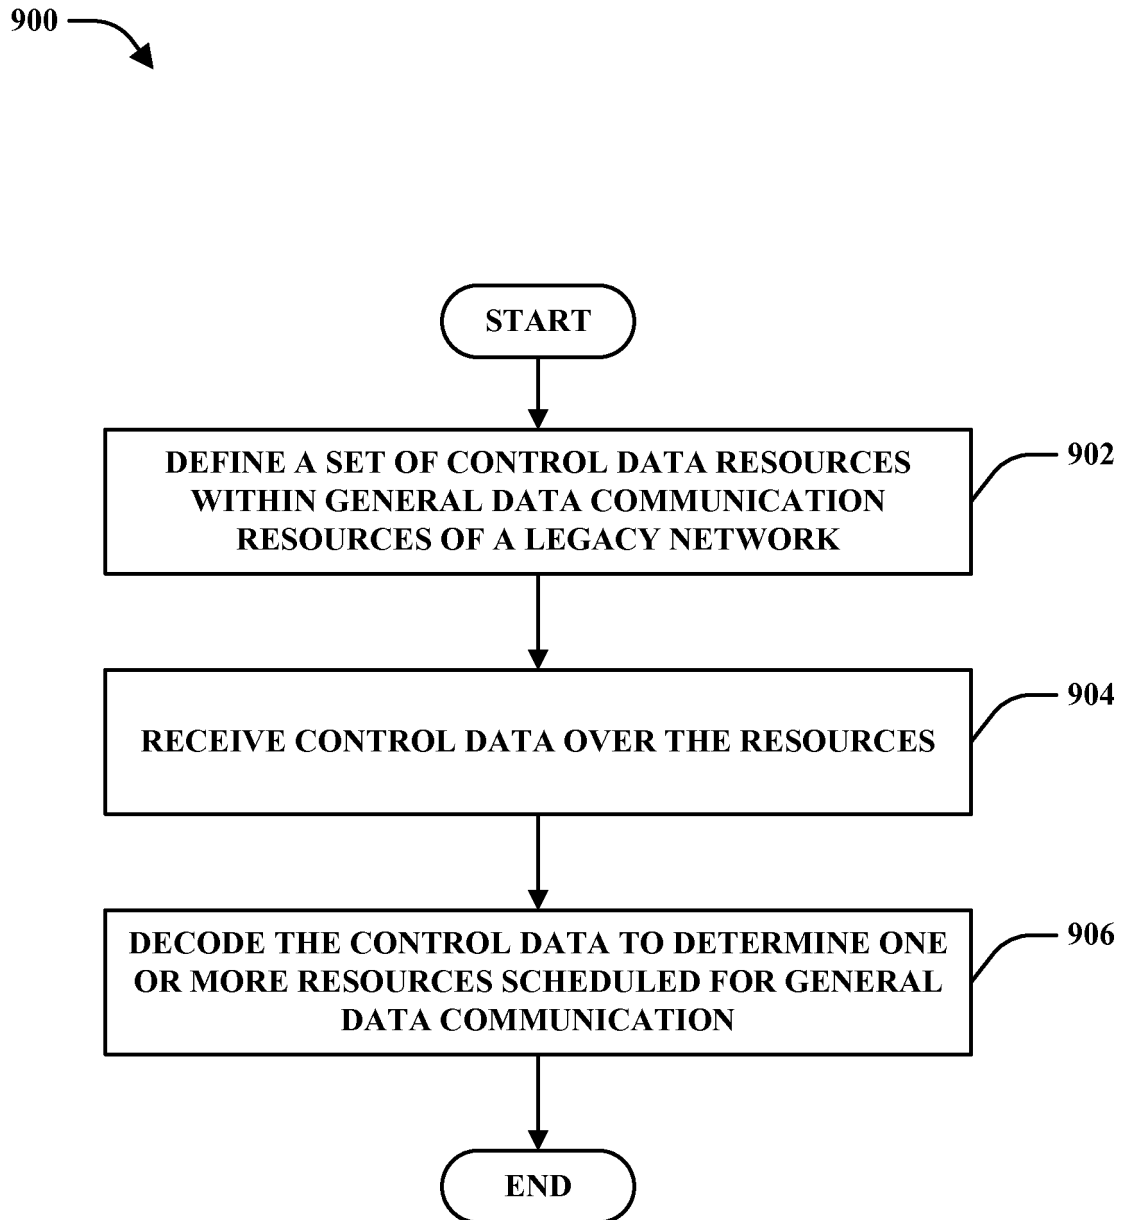 900
START
DEFINE A SET OF CONTROL DATA RESOURCES
WITHIN GENERAL DATA COMMUNICATION
RESOURCES OF A LEGACY NETWORK
902
RECEIVE CONTROL DATA OVER THE RESOURCES
904
DECODE THE CONTROL DATA TO DETERMINE ONE
OR MORE RESOURCES SCHEDULED FOR GENERAL
DATA COMMUNICATION
906
END